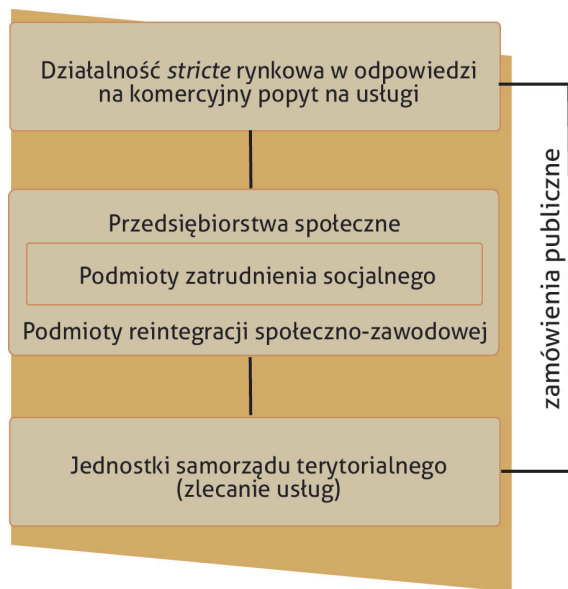 Działalność stricte rynkowa w odpowiedzi
na komercyjny popyt na usługi
Przedsiębiorstwa społeczne
Podmioty zatrudnienia socjalnego
Podmioty reintegracji społeczno-zawodowej
Jednostki samorządu terytorialnego
(zlecanie usług)
zamówienia publiczne